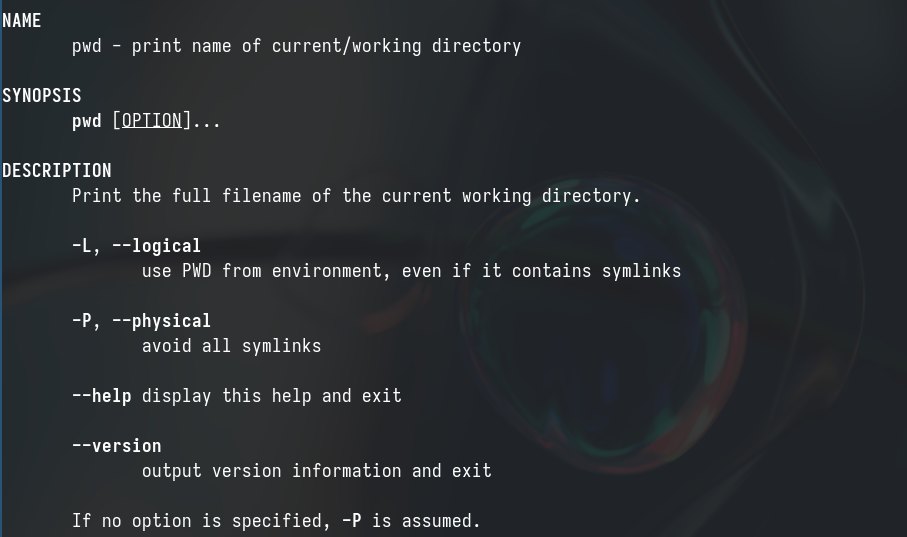 NAME
pwd - print name of current/working directory
SYNOPSIS
pwd [OPTION]...
DESCRIPTION
Print the full filename of the current working directory.
-L, --logical
use PWD from environment, even if it contains symlinks
-P, --physical
avoid all symlinks
--help display this help and exit
--version
output version information and exit
If no option is specified, -P is assumed.